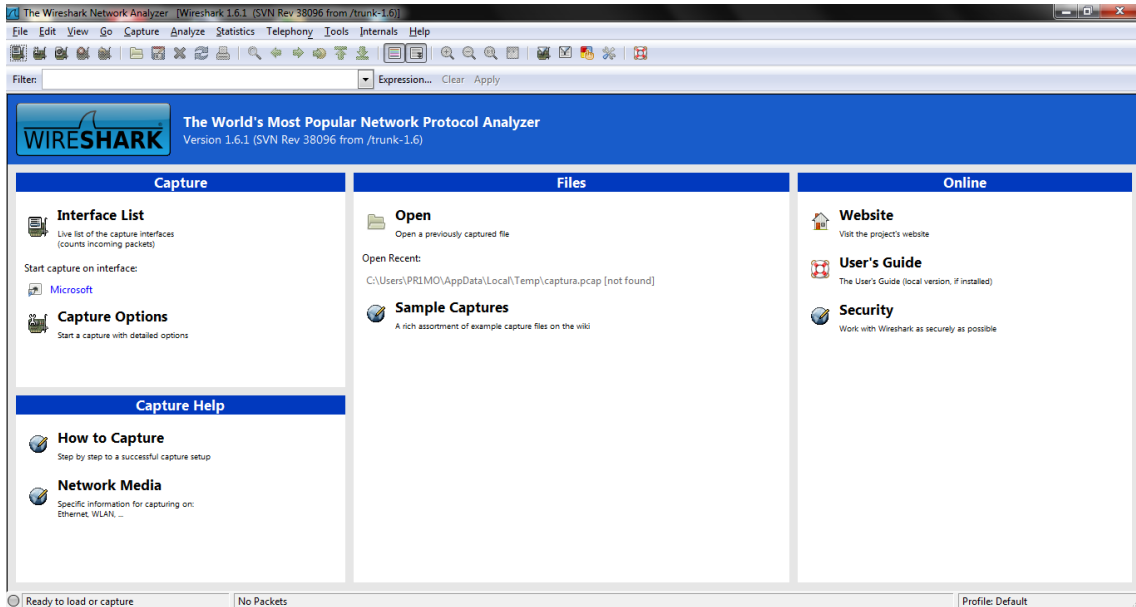 The Wireshark Network Analyzer [Wireshark 1.6.1 (SVN Rev 38096 from /trunk-1.6)]
File Edit View Go Capture Analyze Statistics Telephony Tools Internals Help
Filter: Expression... Clear Apply
WIRESHARK
The World's Most Popular Network Protocol Analyzer
Version 1.6.1 (SVN Rev 38096 from /trunk-1.6)
Capture
Interface List
Live list of the capture interfaces
(counts incoming packets)
Start capture on interface:
Microsoft
Capture Options
Start a capture with detailed options
Capture Help
How to Capture
Step by step to a successful capture setup
Network Media
Specific information for capturing on:
Ethernet, WLAN, ...
Files
Open
Open a previously captured file
Open Recent:
C:\Users\PR1MO\AppData\Local\Temp\captura.pcap [not found]
Sample Captures
A rich assortment of example capture files on the wiki
Online
Website
Visit the project's website
User's Guide
The User's Guide (local version, if installed)
Security
Work with Wireshark as securely as possible
Ready to load or capture
No Packets
Profile: Default